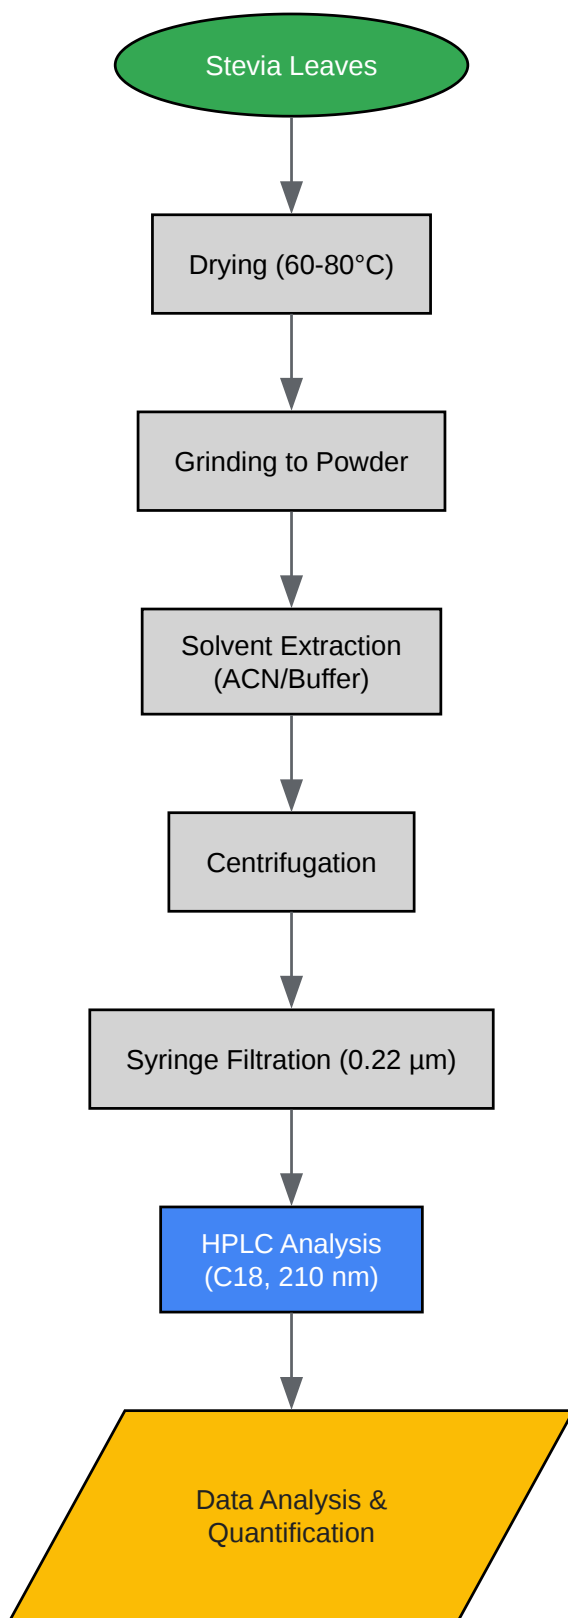 Stevia Leaves
Drying (60-80°C)
Grinding to Powder
Solvent Extraction
(ACN/Buffer)
Centrifugation
Syringe Filtration (0.22 µm)
HPLC Analysis
(C18, 210 nm)
Data Analysis &
Quantification